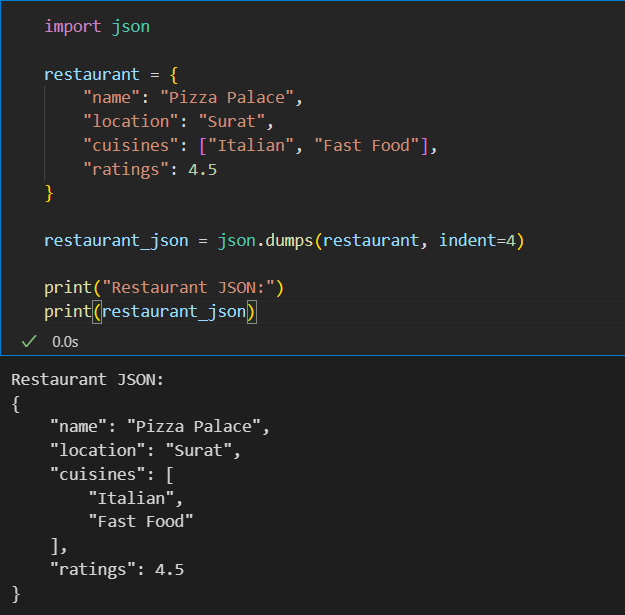 import json
restaurant = {
    "name": "Pizza Palace",
    "location": "Surat",
    "cuisines": ["Italian", "Fast Food"],
    "ratings": 4.5
}
restaurant_json = json.dumps(restaurant, indent=4)
print("Restaurant JSON:")
print(restaurant_json)
0.0s
Restaurant JSON:
{
    "name": "Pizza Palace",
    "location": "Surat",
    "cuisines": [
        "Italian",
        "Fast Food"
    ],
    "ratings": 4.5
}